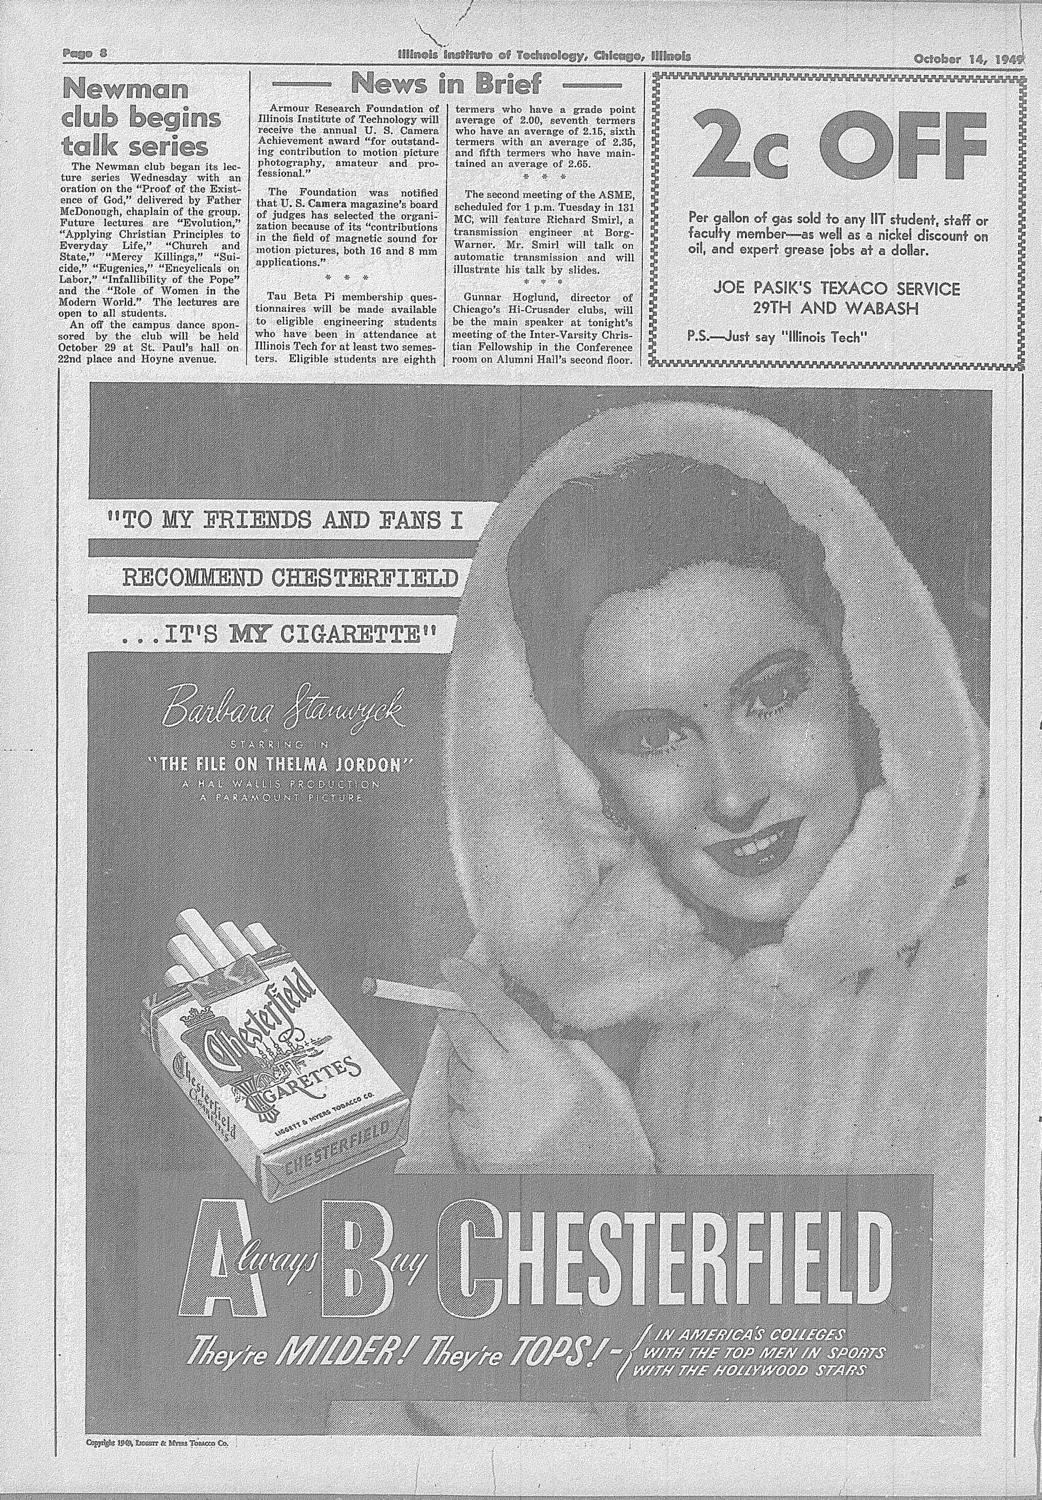 Page 8
Illinois Institute of Technology, Chicago, Illinois
October 14, 1949
Newman
club begins
talk series
The Newman club began its lec-
ture series Wednesday with an
oration on the “Proof of the Exist-
ence of God,” delivered by Father
McDonough, chaplain of the group.
Future lectures are “Evolution,”
“Applying Christian Principles to
Everyday Life,” “Church and
State,” “Mercy Killings,” “Sui-
cide,” “Eugenics,” “Encyclicals on
Labor,” “Infallibility of the Pope”
and the “Role of Women in the
Modern World.” The lectures are
open to all students.
An off the campus dance spon-
sored by the club will be held
October 29 at St. Paul's hall on
22nd place and Hoyne avenue.
News in Brief
Armour Research Foundation of
Illinois Institute of Technology will
receive the annual U. S. Camera
Achievement award “for outstand-
ing contribution to motion picture
photography, amateur and pro-
fessional.”
The Foundation was notified
that U. S. Camera magazine's board
of judges has selected the organi-
zation because of its “contributions
in the field of magnetic sound for
motion pictures, both 16 and 8 mm
applications.”
* * *
Tau Beta Pi membership ques-
tionnaires will be made available
to eligible engineering students
who have been in attendance at
Illinois Tech for at least two semes-
ters. Eligible students are eighth
termers who have a grade point
average of 2.00, seventh termers
who have an average of 2.15, sixth
termers with an average of 2.35,
and fifth termers who have main-
tained an average of 2.65.
* * *
The second meeting of the ASME,
scheduled for 1 p.m. Tuesday in 131
MC, will feature Richard Smirl, a
transmission engineer at Borg-
Warner. Mr. Smirl will talk on
automatic transmission and will
illustrate his talk by slides.
* * *
Gunnar Hoglund, director of
Chicago's Hi-Crusader clubs, will
be the main speaker at tonight's
meeting of the Inter-Varsity Chris-
tian Fellowship in the Conference
room on Alumni Hall's second floor.
2c OFF
Per gallon of gas sold to any IIT student, staff or
faculty member—as well as a nickel discount on
oil, and expert grease jobs at a dollar.
JOE PASIK'S TEXACO SERVICE
29TH AND WABASH
P.S.—Just say "Illinois Tech"
"TO MY FRIENDS AND FANS I
RECOMMEND CHESTERFIELD
...IT'S MY CIGARETTE"
Barbara Stanwyck
STARRING IN
"THE FILE ON THELMA JORDON"
A HAL WALLIS PRODUCTION
A PARAMOUNT PICTURE
Chesterfield
CIGARETTES
LIGGETT & MYERS TOBACCO CO.
CHESTERFIELD
Chesterfield
Cigarettes
Always Buy CHESTERFIELD
They're MILDER! They're TOPS!–
IN AMERICA'S COLLEGES
WITH THE TOP MEN IN SPORTS
WITH THE HOLLYWOOD STARS
Copyright 1949, LIGGETT & MYERS TOBACCO CO.